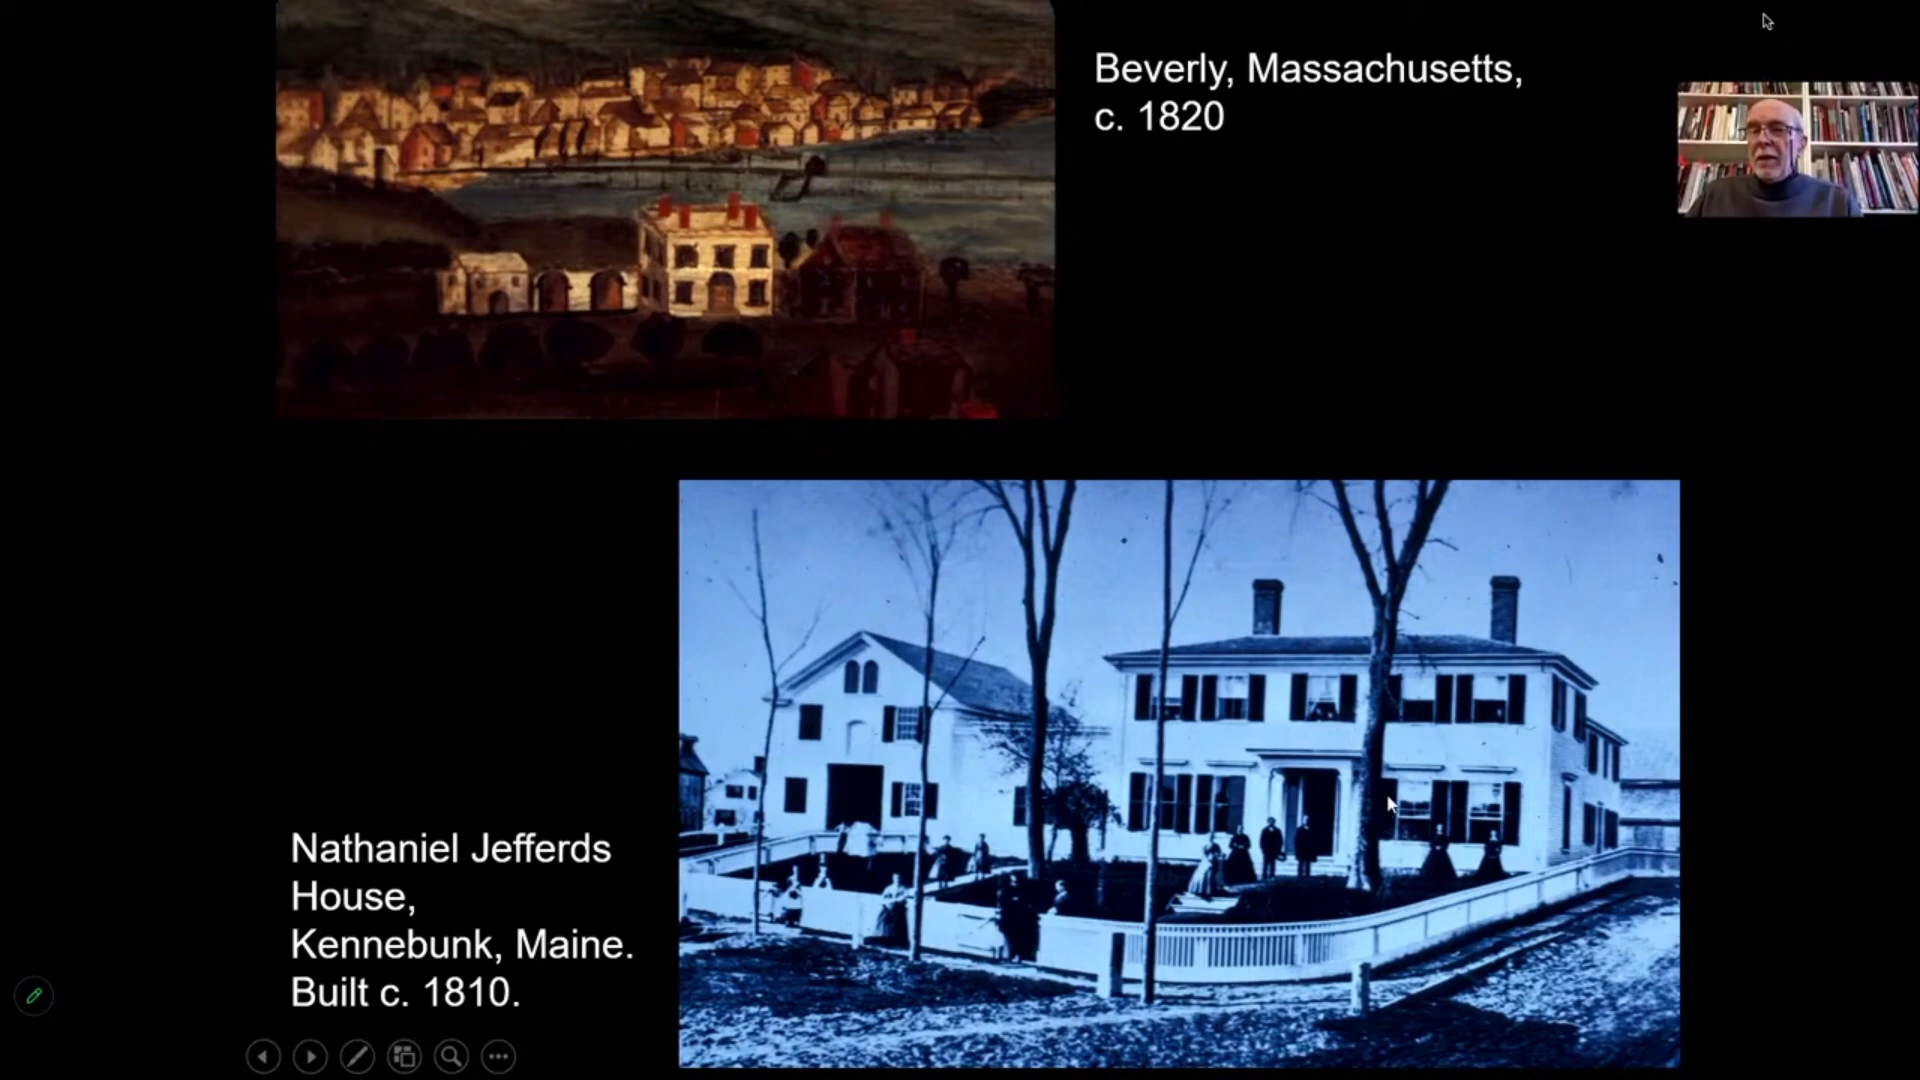 Beverly, Massachusetts,
c. 1820
Nathaniel Jefferds
House,
Kennebunk, Maine.
Built c. 1810.